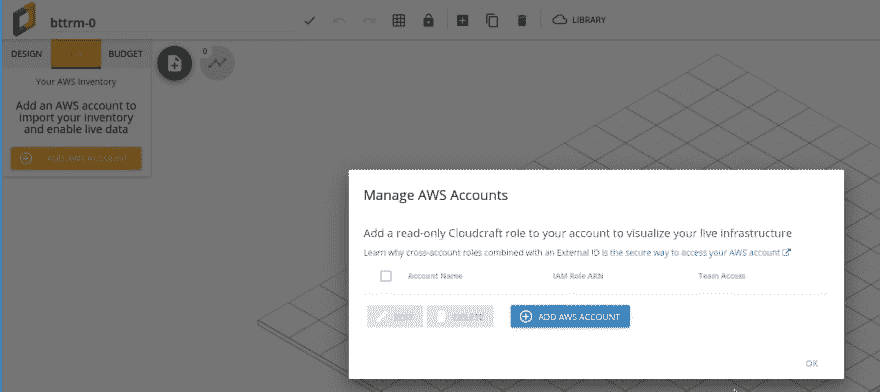 bttrm-0
LIBRARY
DESIGN
BUDGET
0
Your AWS Inventory
Add an AWS account to
import your inventory
and enable live data
ADD AWS ACCOUNT
Manage AWS Accounts
Add a read-only Cloudcraft role to your account to visualize your live infrastructure
Learn why cross-account roles combined with an External ID is the secure way to access your AWS account
Account Name IAM Role ARN Team Access
ADD AWS ACCOUNT
OK